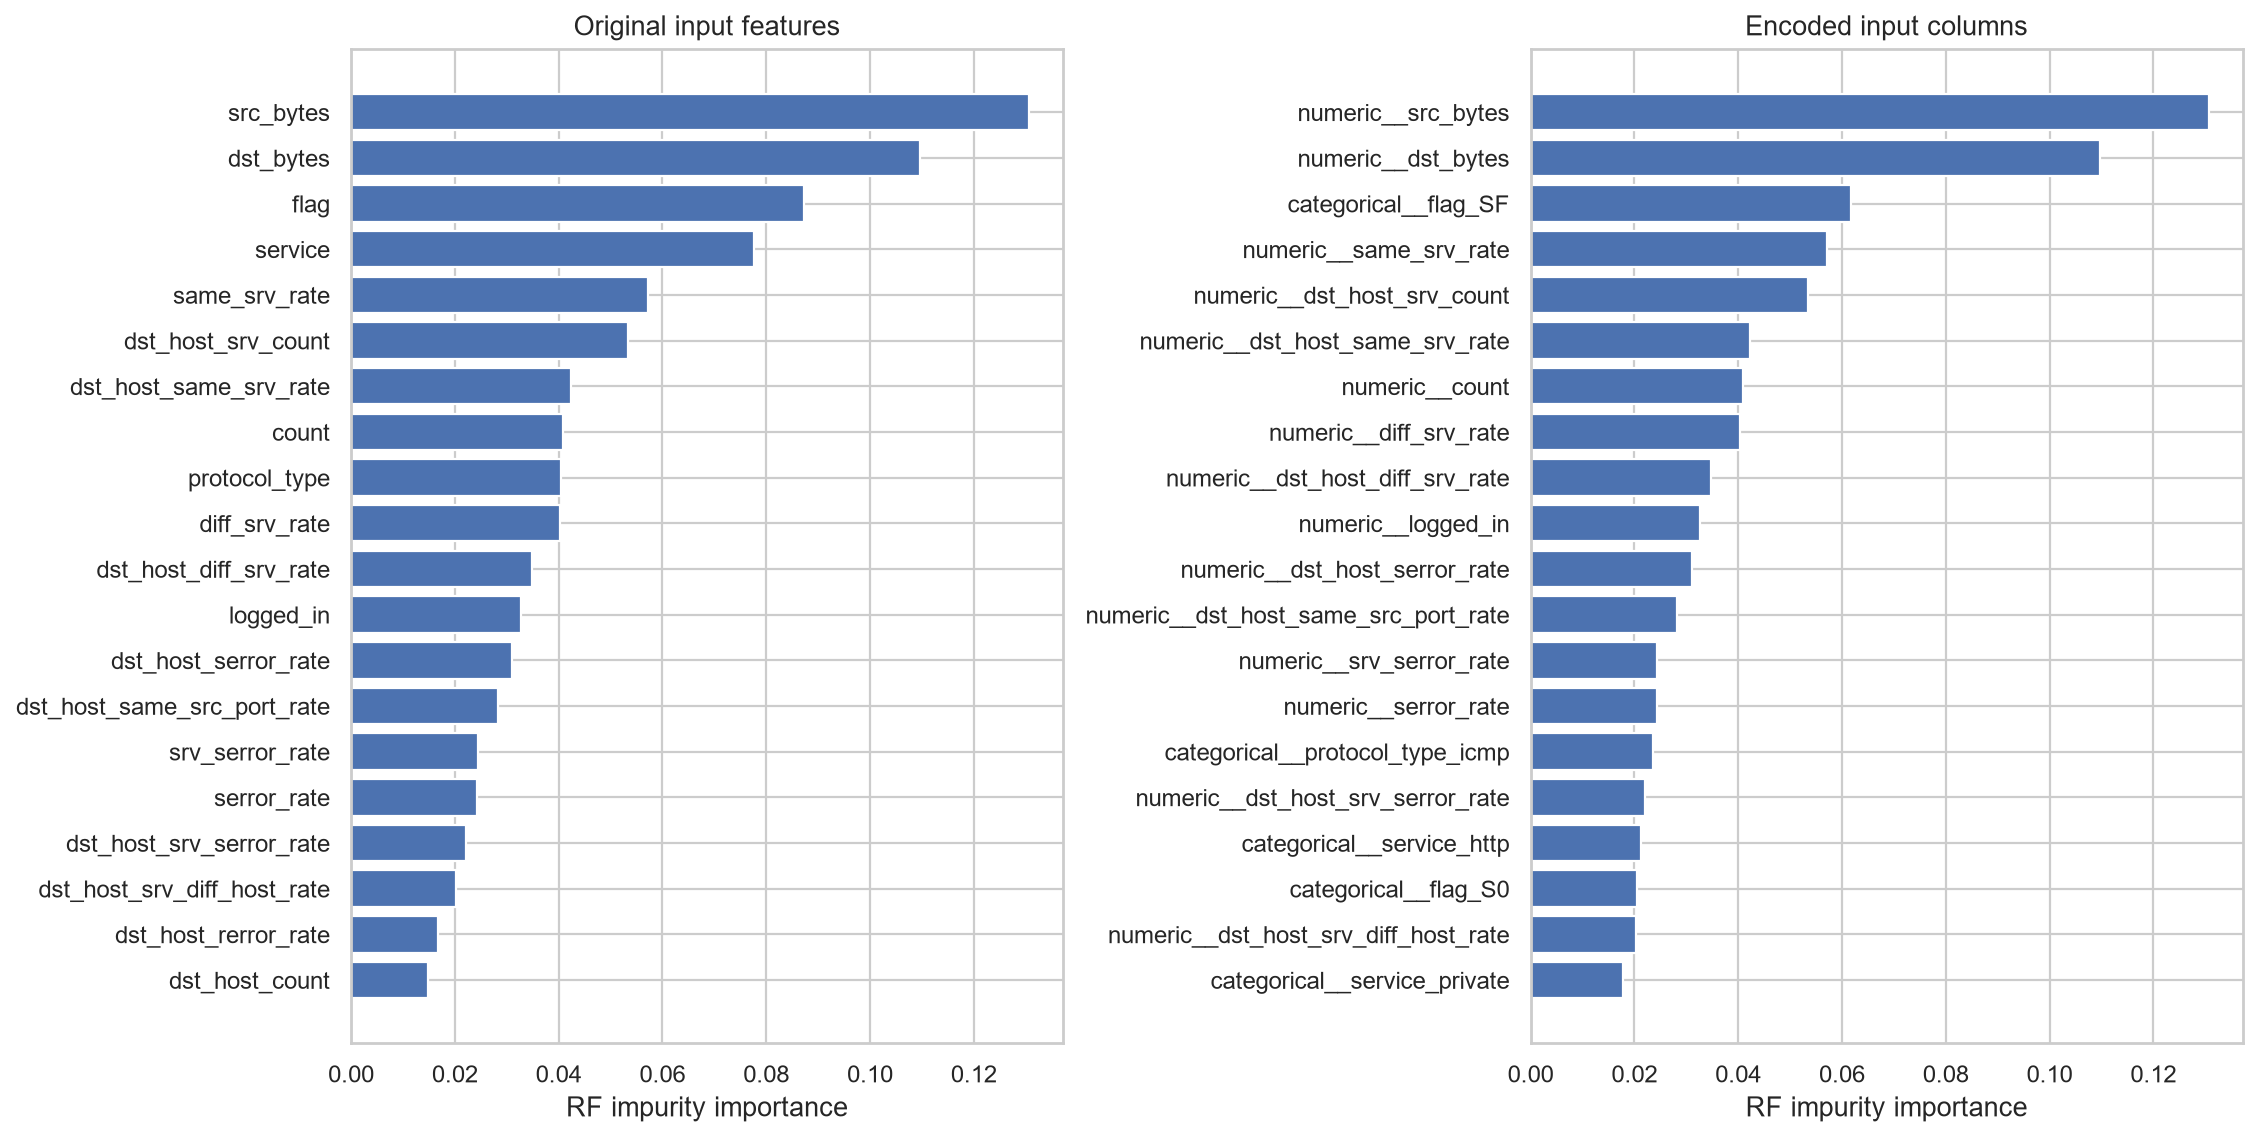 Original input features
src_bytes
dst_bytes
flag
service
same_srv_rate
dst_host_srv_count
dst_host_same_srv_rate
count
protocol_type
diff_srv_rate
dst_host_diff_srv_rate
logged_in
dst_host_serror_rate
dst_host_same_src_port_rate
srv_serror_rate
serror_rate
dst_host_srv_serror_rate
dst_host_srv_diff_host_rate
dst_host_rerror_rate
dst_host_count
0.00 0.02 0.04 0.06 0.08 0.10 0.12
RF impurity importance
Encoded input columns
numeric__src_bytes
numeric__dst_bytes
categorical__flag_SF
numeric__same_srv_rate
numeric__dst_host_srv_count
numeric__dst_host_same_srv_rate
numeric__count
numeric__diff_srv_rate
numeric__dst_host_diff_srv_rate
numeric__logged_in
numeric__dst_host_serror_rate
numeric__dst_host_same_src_port_rate
numeric__srv_serror_rate
numeric__serror_rate
categorical__protocol_type_icmp
numeric__dst_host_srv_serror_rate
categorical__service_http
categorical__flag_S0
numeric__dst_host_srv_diff_host_rate
categorical__service_private
0.00 0.02 0.04 0.06 0.08 0.10 0.12
RF impurity importance